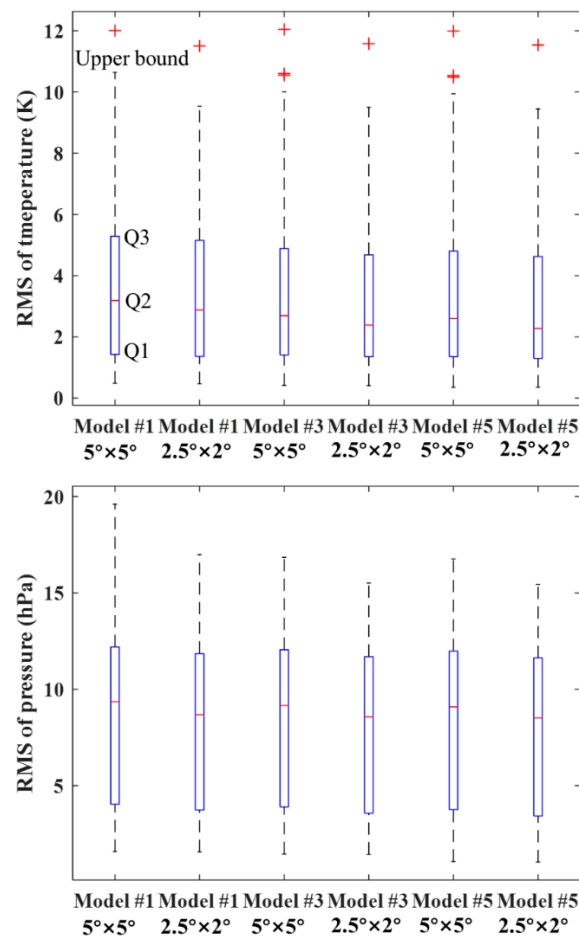 12
Upper bound
10
8
6
Q3
4
Q2
2
Q1
0
RMS of tmeperature (K)
Model #1 Model #1 Model #3 Model #3 Model #5 Model #5
5°×5° 2.5°×2° 5°×5° 2.5°×2° 5°×5° 2.5°×2°
20
15
10
5
RMS of pressure (hPa)
Model #1 Model #1 Model #3 Model #3 Model #5 Model #5
5°×5° 2.5°×2° 5°×5° 2.5°×2° 5°×5° 2.5°×2°